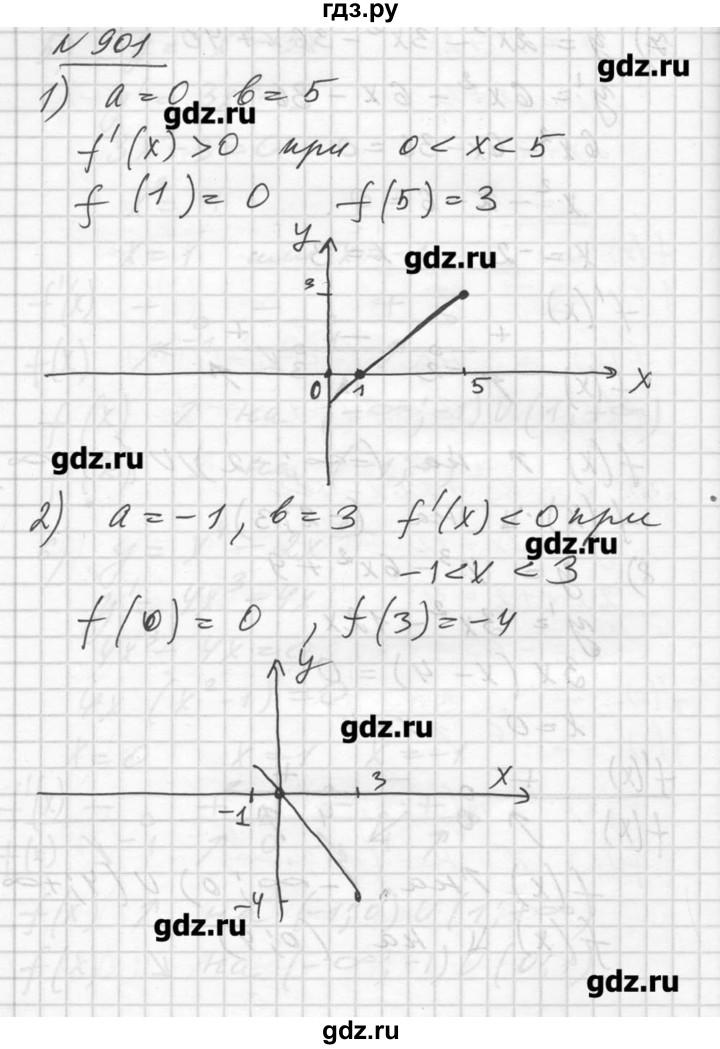 гдз.ру
N 901
gdz.ru
1) a = 0 b = 5
gdz.ru
f'(x) > 0 при 0 < x < 5
f(1) = 0 f(5) = 3
y
gdz.ru
3
0 1 5 x
gdz.ru
2) a = -1, b = 3 f'(x) < 0 при
gdz.ru
-1 < x < 3
f(0) = 0, f(3) = -4
y
gdz.ru
-1 3 x
-4
gdz.ru
gdz.ru
gdz.ru